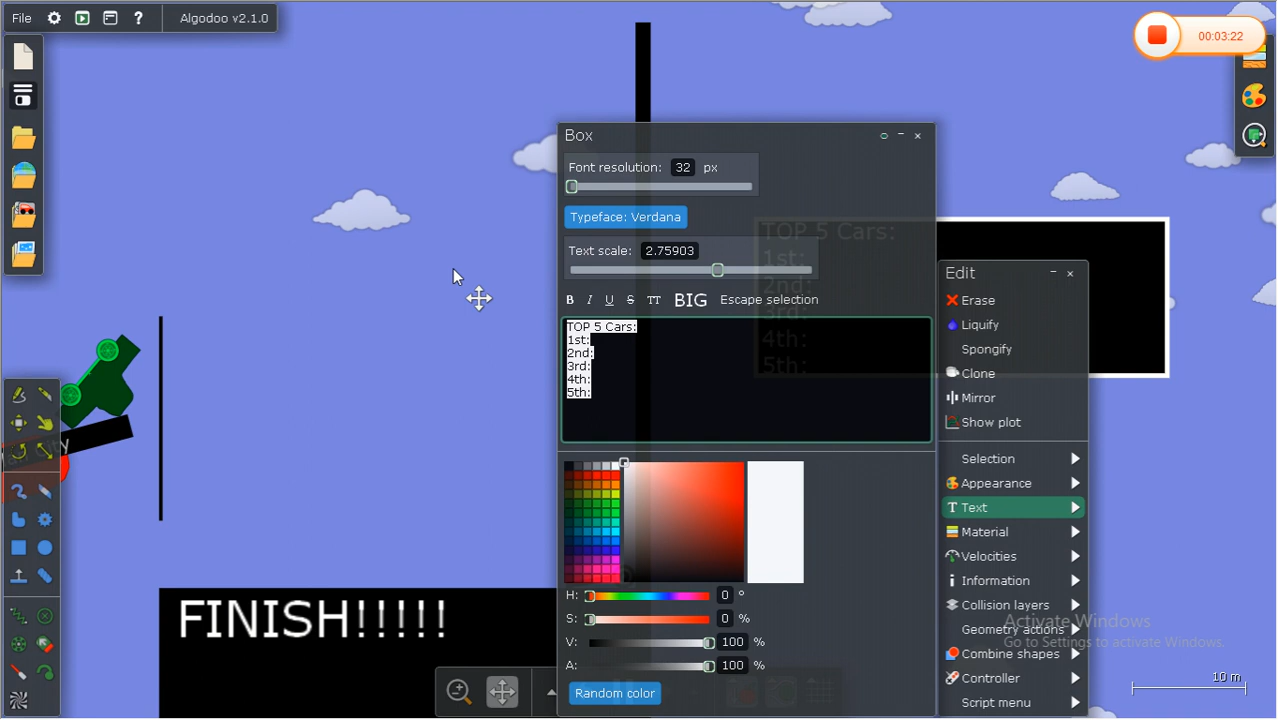 File ? Algodoo v2.1.0
00:03:22
Box
Font resolution: 32 px
Typeface: Verdana
Text scale: 2.75903
B I U S TT BIG Escape selection
TOP 5 Cars:
1st:
2nd:
3rd:
4th:
5th:
TOP 5 Cars:
1st:
2nd:
3rd:
4th:
5th:
H: 0 °
S: 0 %
V: 100 %
A: 100 %
Random color
Edit
Erase
Liquify
Spongify
Clone
Mirror
Show plot
Selection
Appearance
T Text
Material
Velocities
Information
Collision layers
Geometry actions
Combine shapes
Controller
Script menu
Activate Windows
Go to Settings to activate Windows.
10 m
FINISH!!!!!